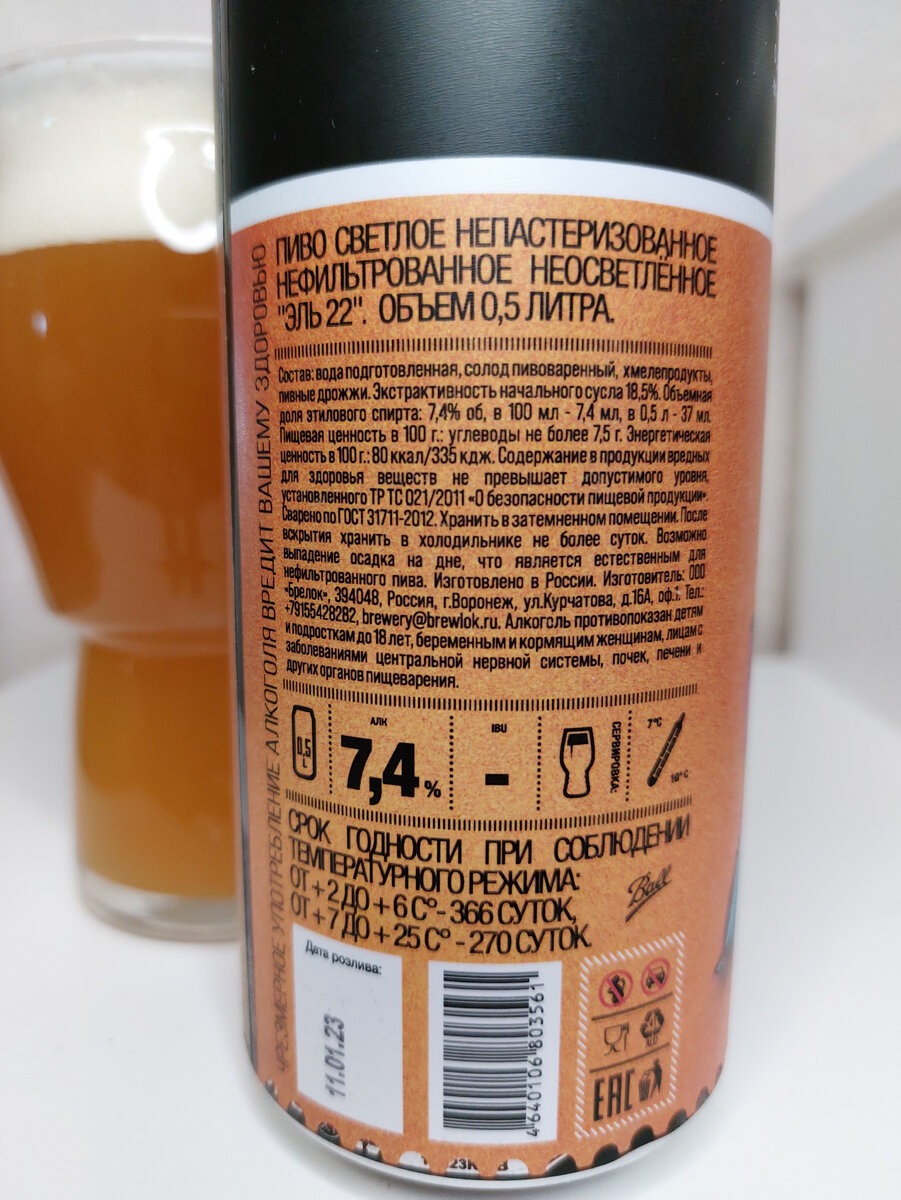 ПИВО СВЕТЛОЕ НЕПАСТЕРИЗОВАННОЕ
НЕФИЛЬТРОВАННОЕ НЕОСВЕТЛЁННОЕ
"ЭЛЬ 22". ОБЪЕМ 0,5 ЛИТРА.
Состав: вода подготовленная, солод пивоваренный, хмелепродукты,
пивные дрожжи. Экстрактивность начального сусла 18,5%. Объемная
доля этилового спирта: 7,4% об, в 100 мл - 7,4 мл, в 0,5 л - 37 мл.
Пищевая ценность в 100 г.: углеводы не более 7,5 г. Энергетическая
ценность в 100 г.: 80 ккал/335 кдж. Содержание в продукции вредных
для здоровья веществ не превышает допустимого уровня,
установленного ТР ТС 021/2011 «О безопасности пищевой продукции».
Сварено по ГОСТ 31711-2012. Хранить в затемненном помещении. После
вскрытия хранить в холодильнике не более суток. Возможно
выпадение осадка на дне, что является естественным для
нефильтрованного пива. Изготовлено в России. Изготовитель: ООО
«Брелок», 394048, Россия, г.Воронеж, ул.Курчатова, д.16А, оф.1. Тел.:
+79155428282, brewery@brewlok.ru. Алкоголь противопоказан детям
и подросткам до 18 лет, беременным и кормящим женщинам, лицам с
заболеваниями центральной нервной системы, почек, печени и
других органов пищеварения.
0,5 L
АЛК
7,4%
IBU
-
СЕРВИРОВКА:
7°C
10°C
СРОК ГОДНОСТИ ПРИ СОБЛЮДЕНИИ
ТЕМПЕРАТУРНОГО РЕЖИМА:
ОТ +2 ДО +6 С°- 366 СУТОК,
ОТ +7 ДО +25 С° - 270 СУТОК.
Ball
Дата розлива:
11.01.23
4640106803561
ALU
EAC
ЧРЕЗМЕРНОЕ УПОТРЕБЛЕНИЕ АЛКОГОЛЯ ВРЕДИТ ВАШЕМУ ЗДОРОВЬЮ